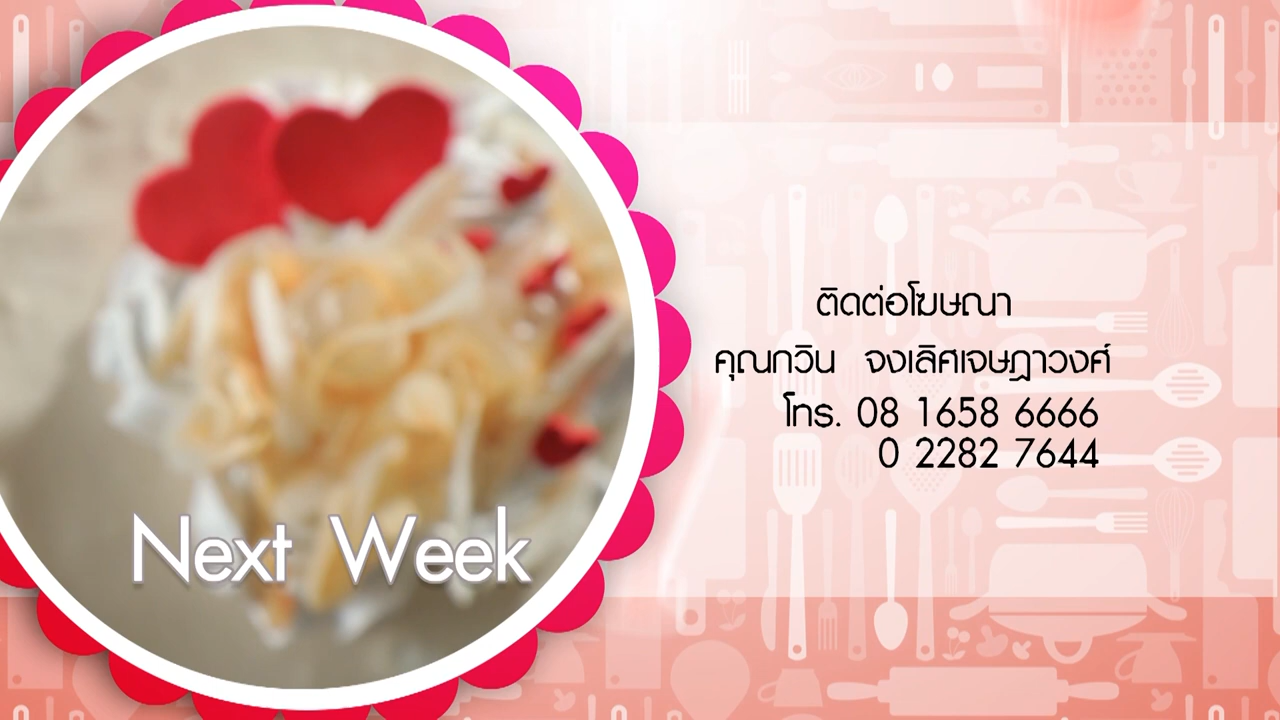 Next Week
ติดต่อโฆษณา
คุณกวิน จงเลิศเจษฎาวงศ์
โทร. 08 1658 6666
0 2282 7644